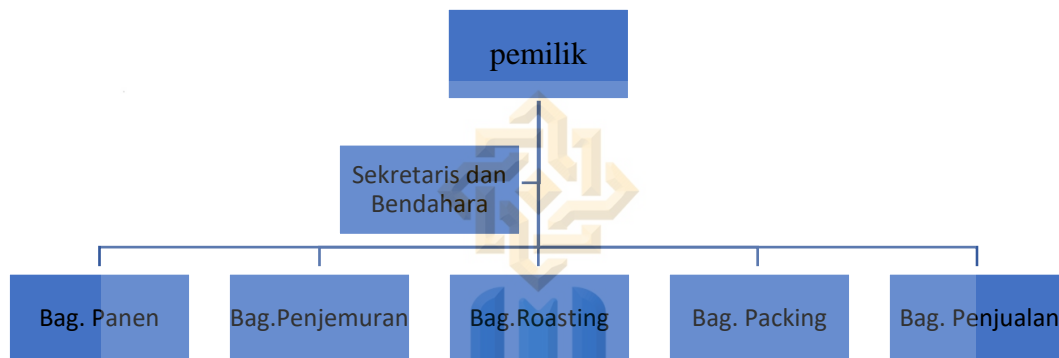 pemilik
Sekretaris dan
Bendahara
Bag. Panen
Bag.Penjemuran
Bag.Roasting
Bag. Packing
Bag. Penjualan